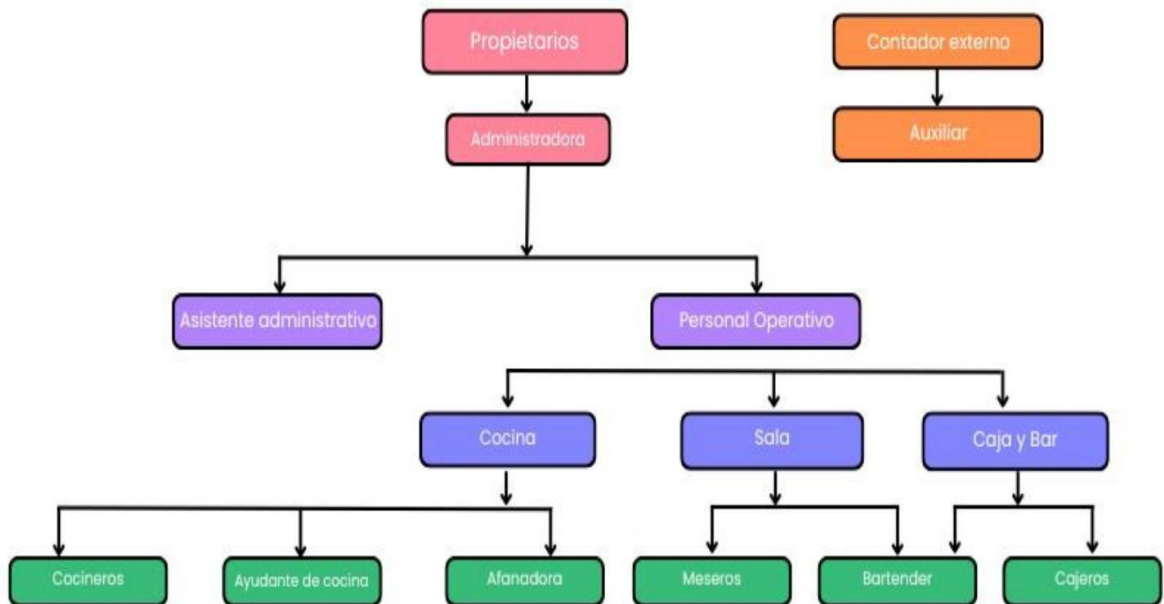 Propietarios
Contador externo
Administradora
Auxiliar
Asistente administrativo
Personal Operativo
Cocina
Sala
Caja y Bar
Cocineros
Ayudante de cocina
Afanadora
Meseros
Bartender
Cajeros